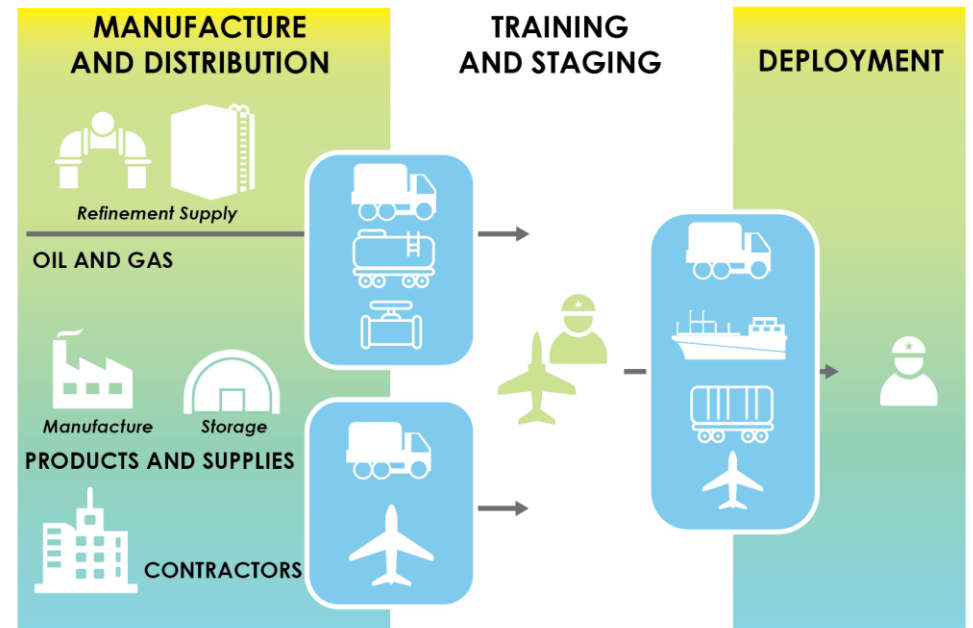 MANUFACTURE
AND DISTRIBUTION
TRAINING
AND STAGING
DEPLOYMENT
Refinement Supply
OIL AND GAS
Manufacture
Storage
PRODUCTS AND SUPPLIES
CONTRACTORS